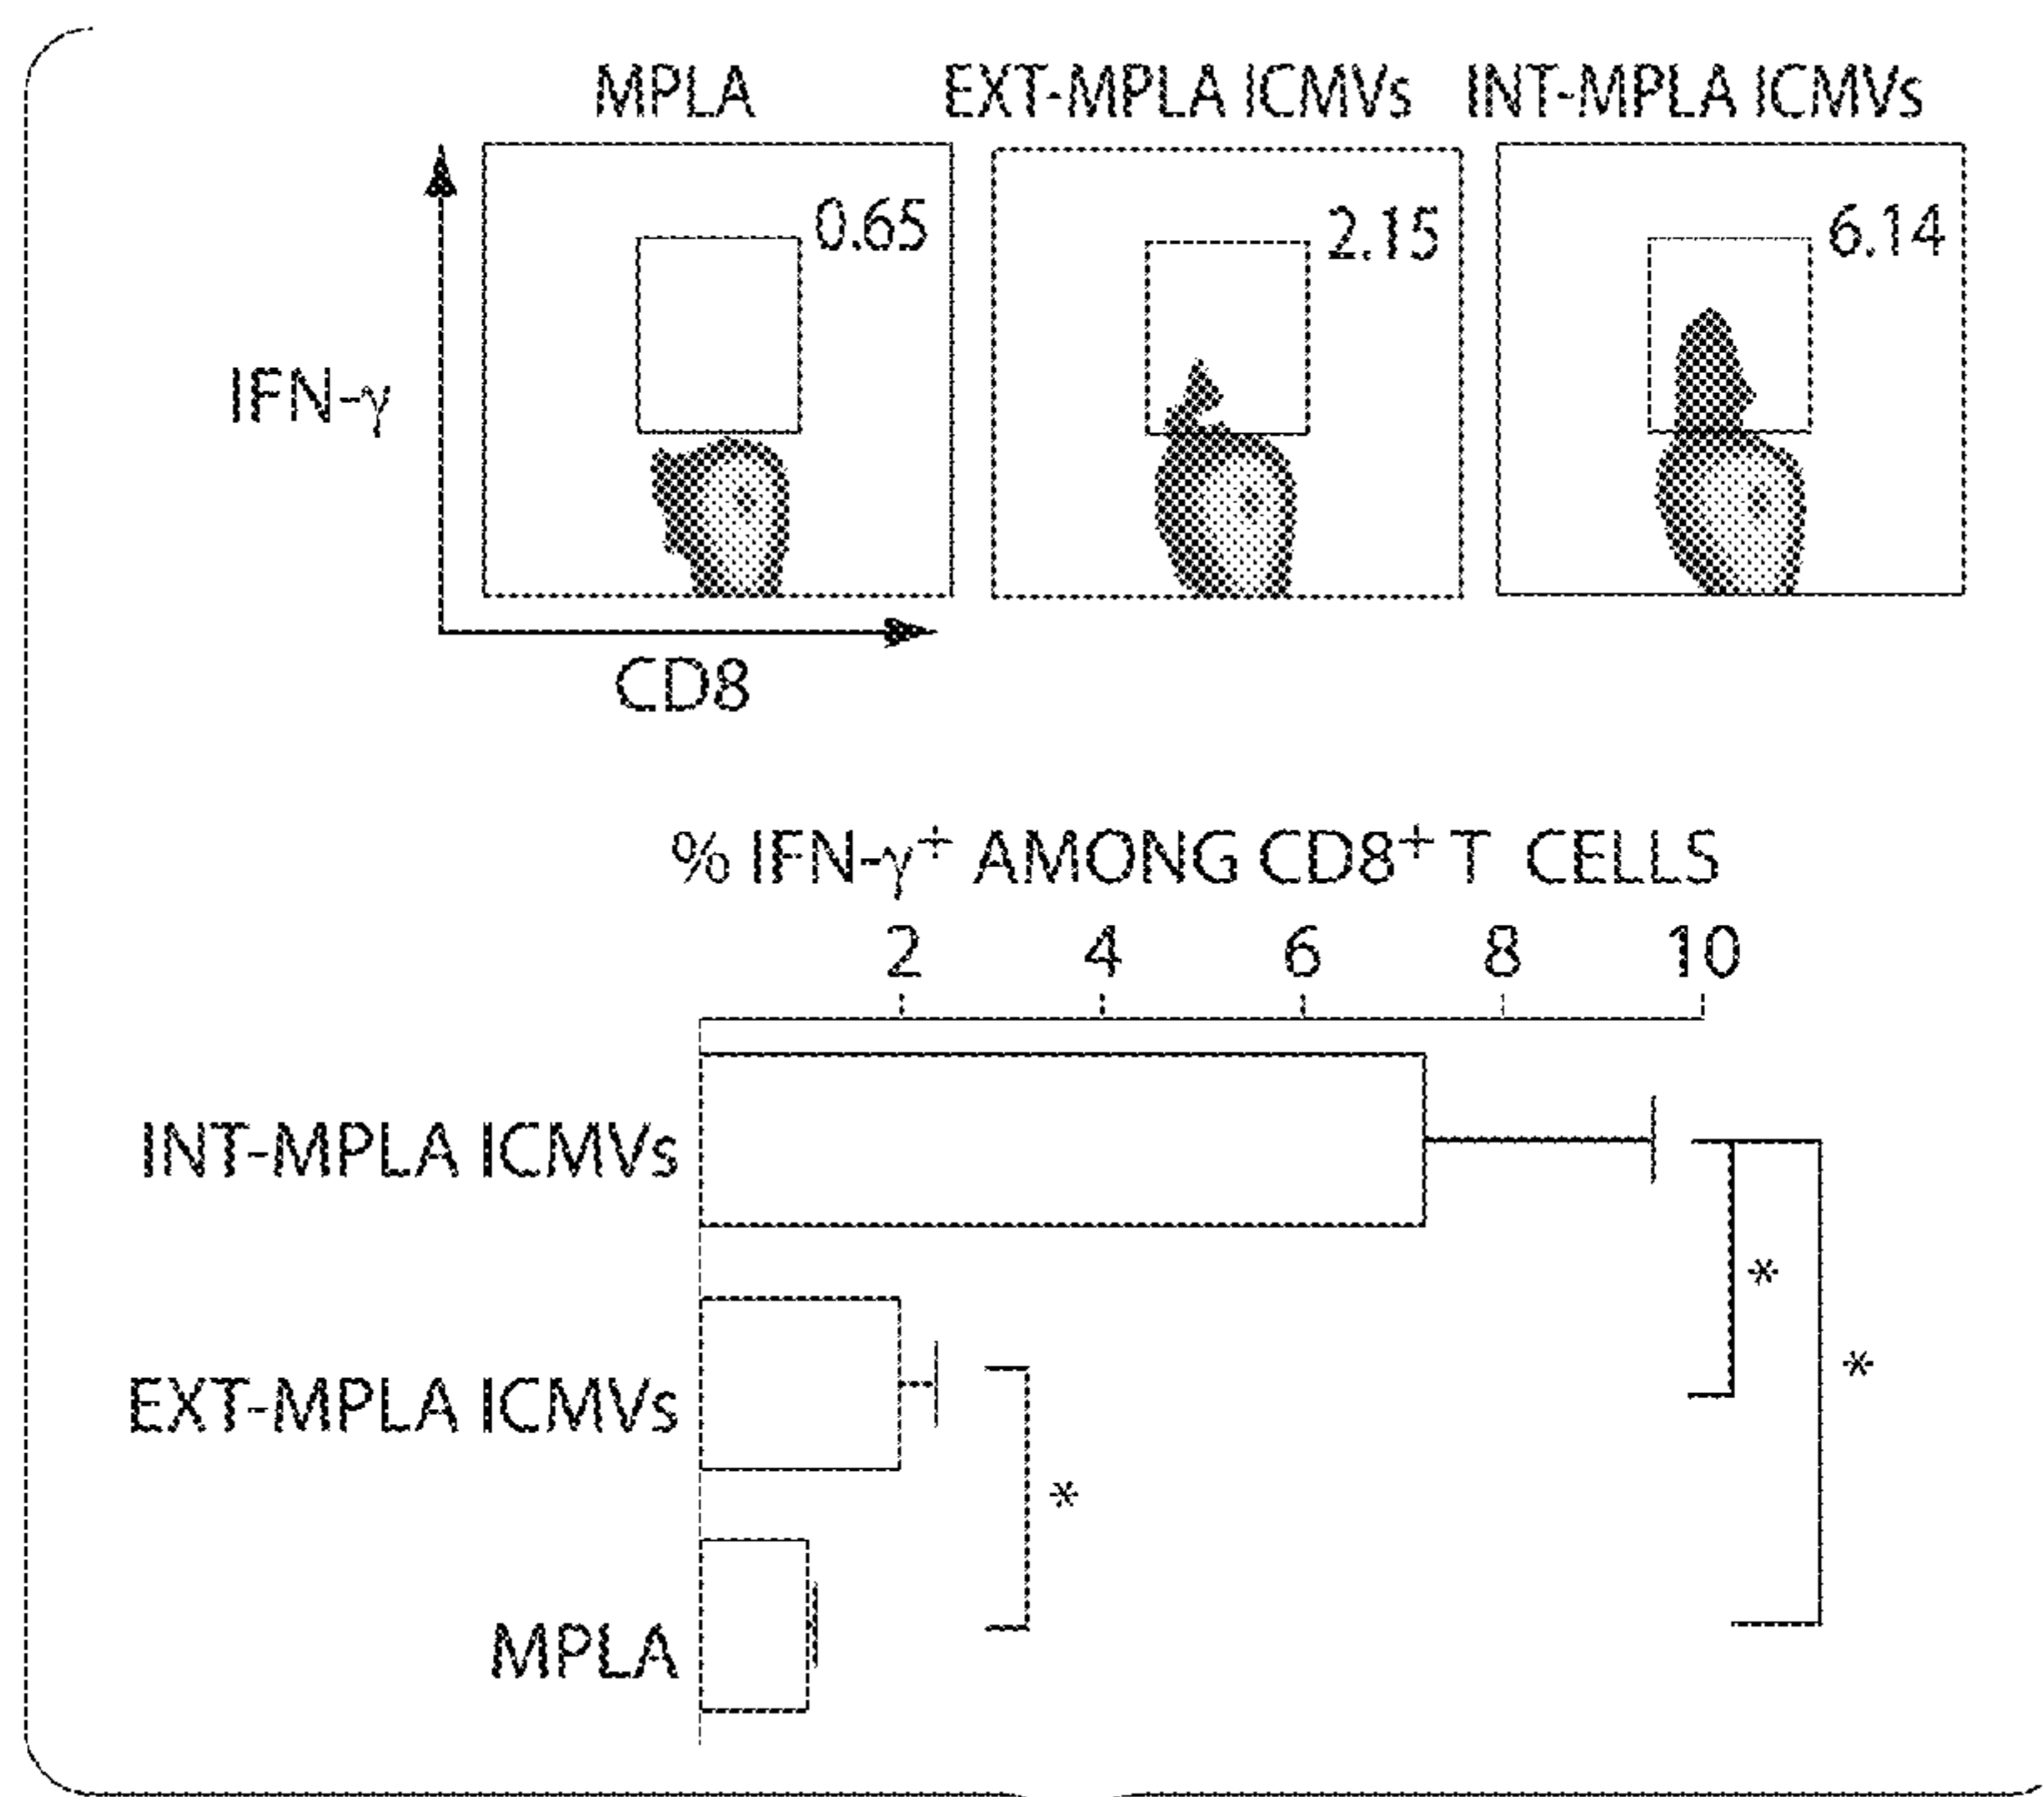 MPLA EXT-MPLA ICMVs INT-MPLA ICMVs
0.65 2.15 6.14
IFN-γ
CD8
% IFN-γ⁺ AMONG CD8⁺ T CELLS
2 4 6 8 10
INT-MPLA ICMVs
*
*
EXT-MPLA ICMVs
*
MPLA